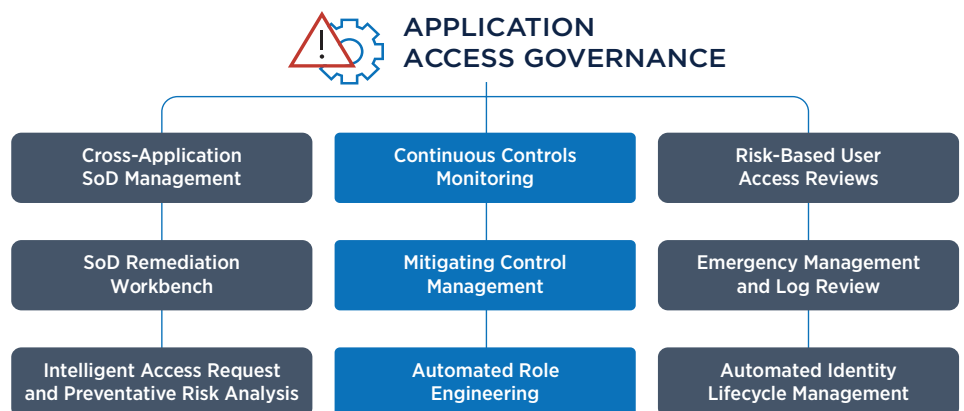 APPLICATION
ACCESS GOVERNANCE
Cross-Application
SoD Management
Continuous Controls
Monitoring
Risk-Based User
Access Reviews
SoD Remediation
Workbench
Mitigating Control
Management
Emergency Management
and Log Review
Intelligent Access Request
and Preventative Risk Analysis
Automated Role
Engineering
Automated Identity
Lifecycle Management